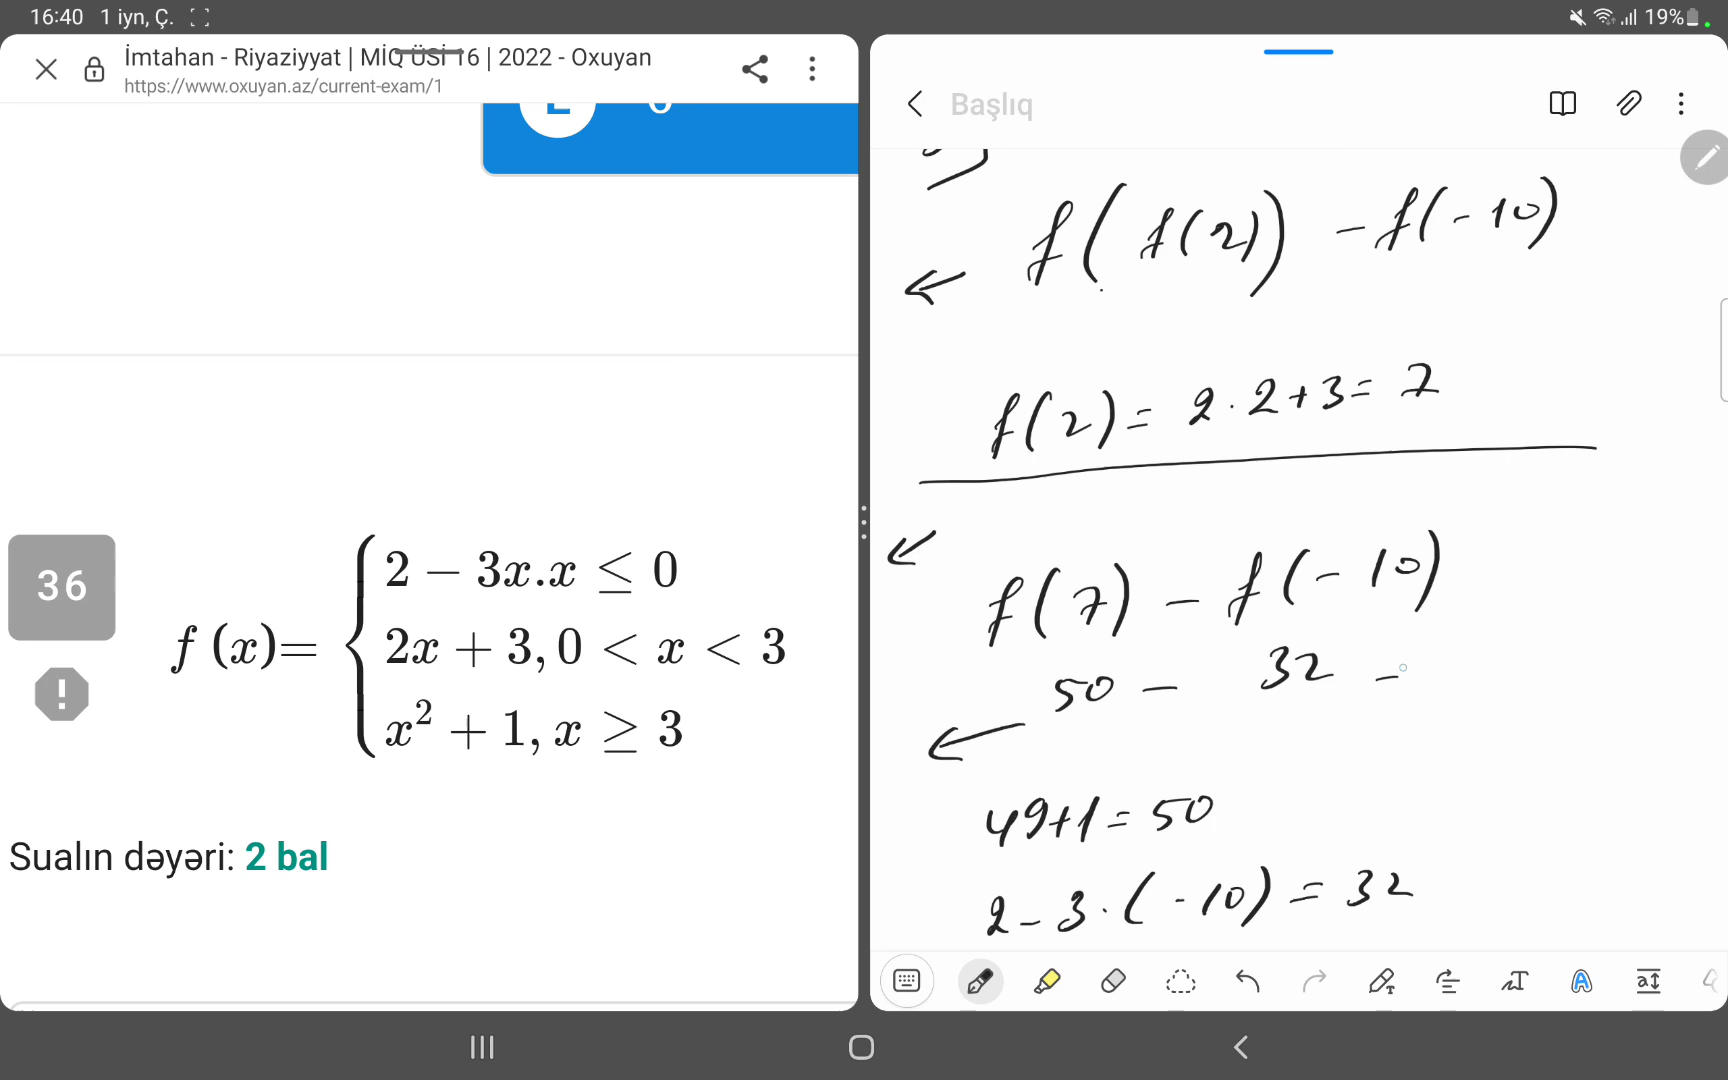 16:40 1 iyn, Ç. 19%
İmtahan - Riyaziyyat | MİQ ÜSİ 16 | 2022 - Oxuyan
https://www.oxuyan.az/current-exam/1
36
f (x)=
2 − 3x.x ≤ 0
2x + 3, 0 < x < 3
x² + 1, x ≥ 3
Sualın dəyəri: 2 bal
Başlıq
f( f(2)) - f(-10)
f(2) = 2 · 2 + 3 = 7
f(7) - f(-10)
50 - 32 -
49+1 = 50
2 - 3 · (-10) = 32